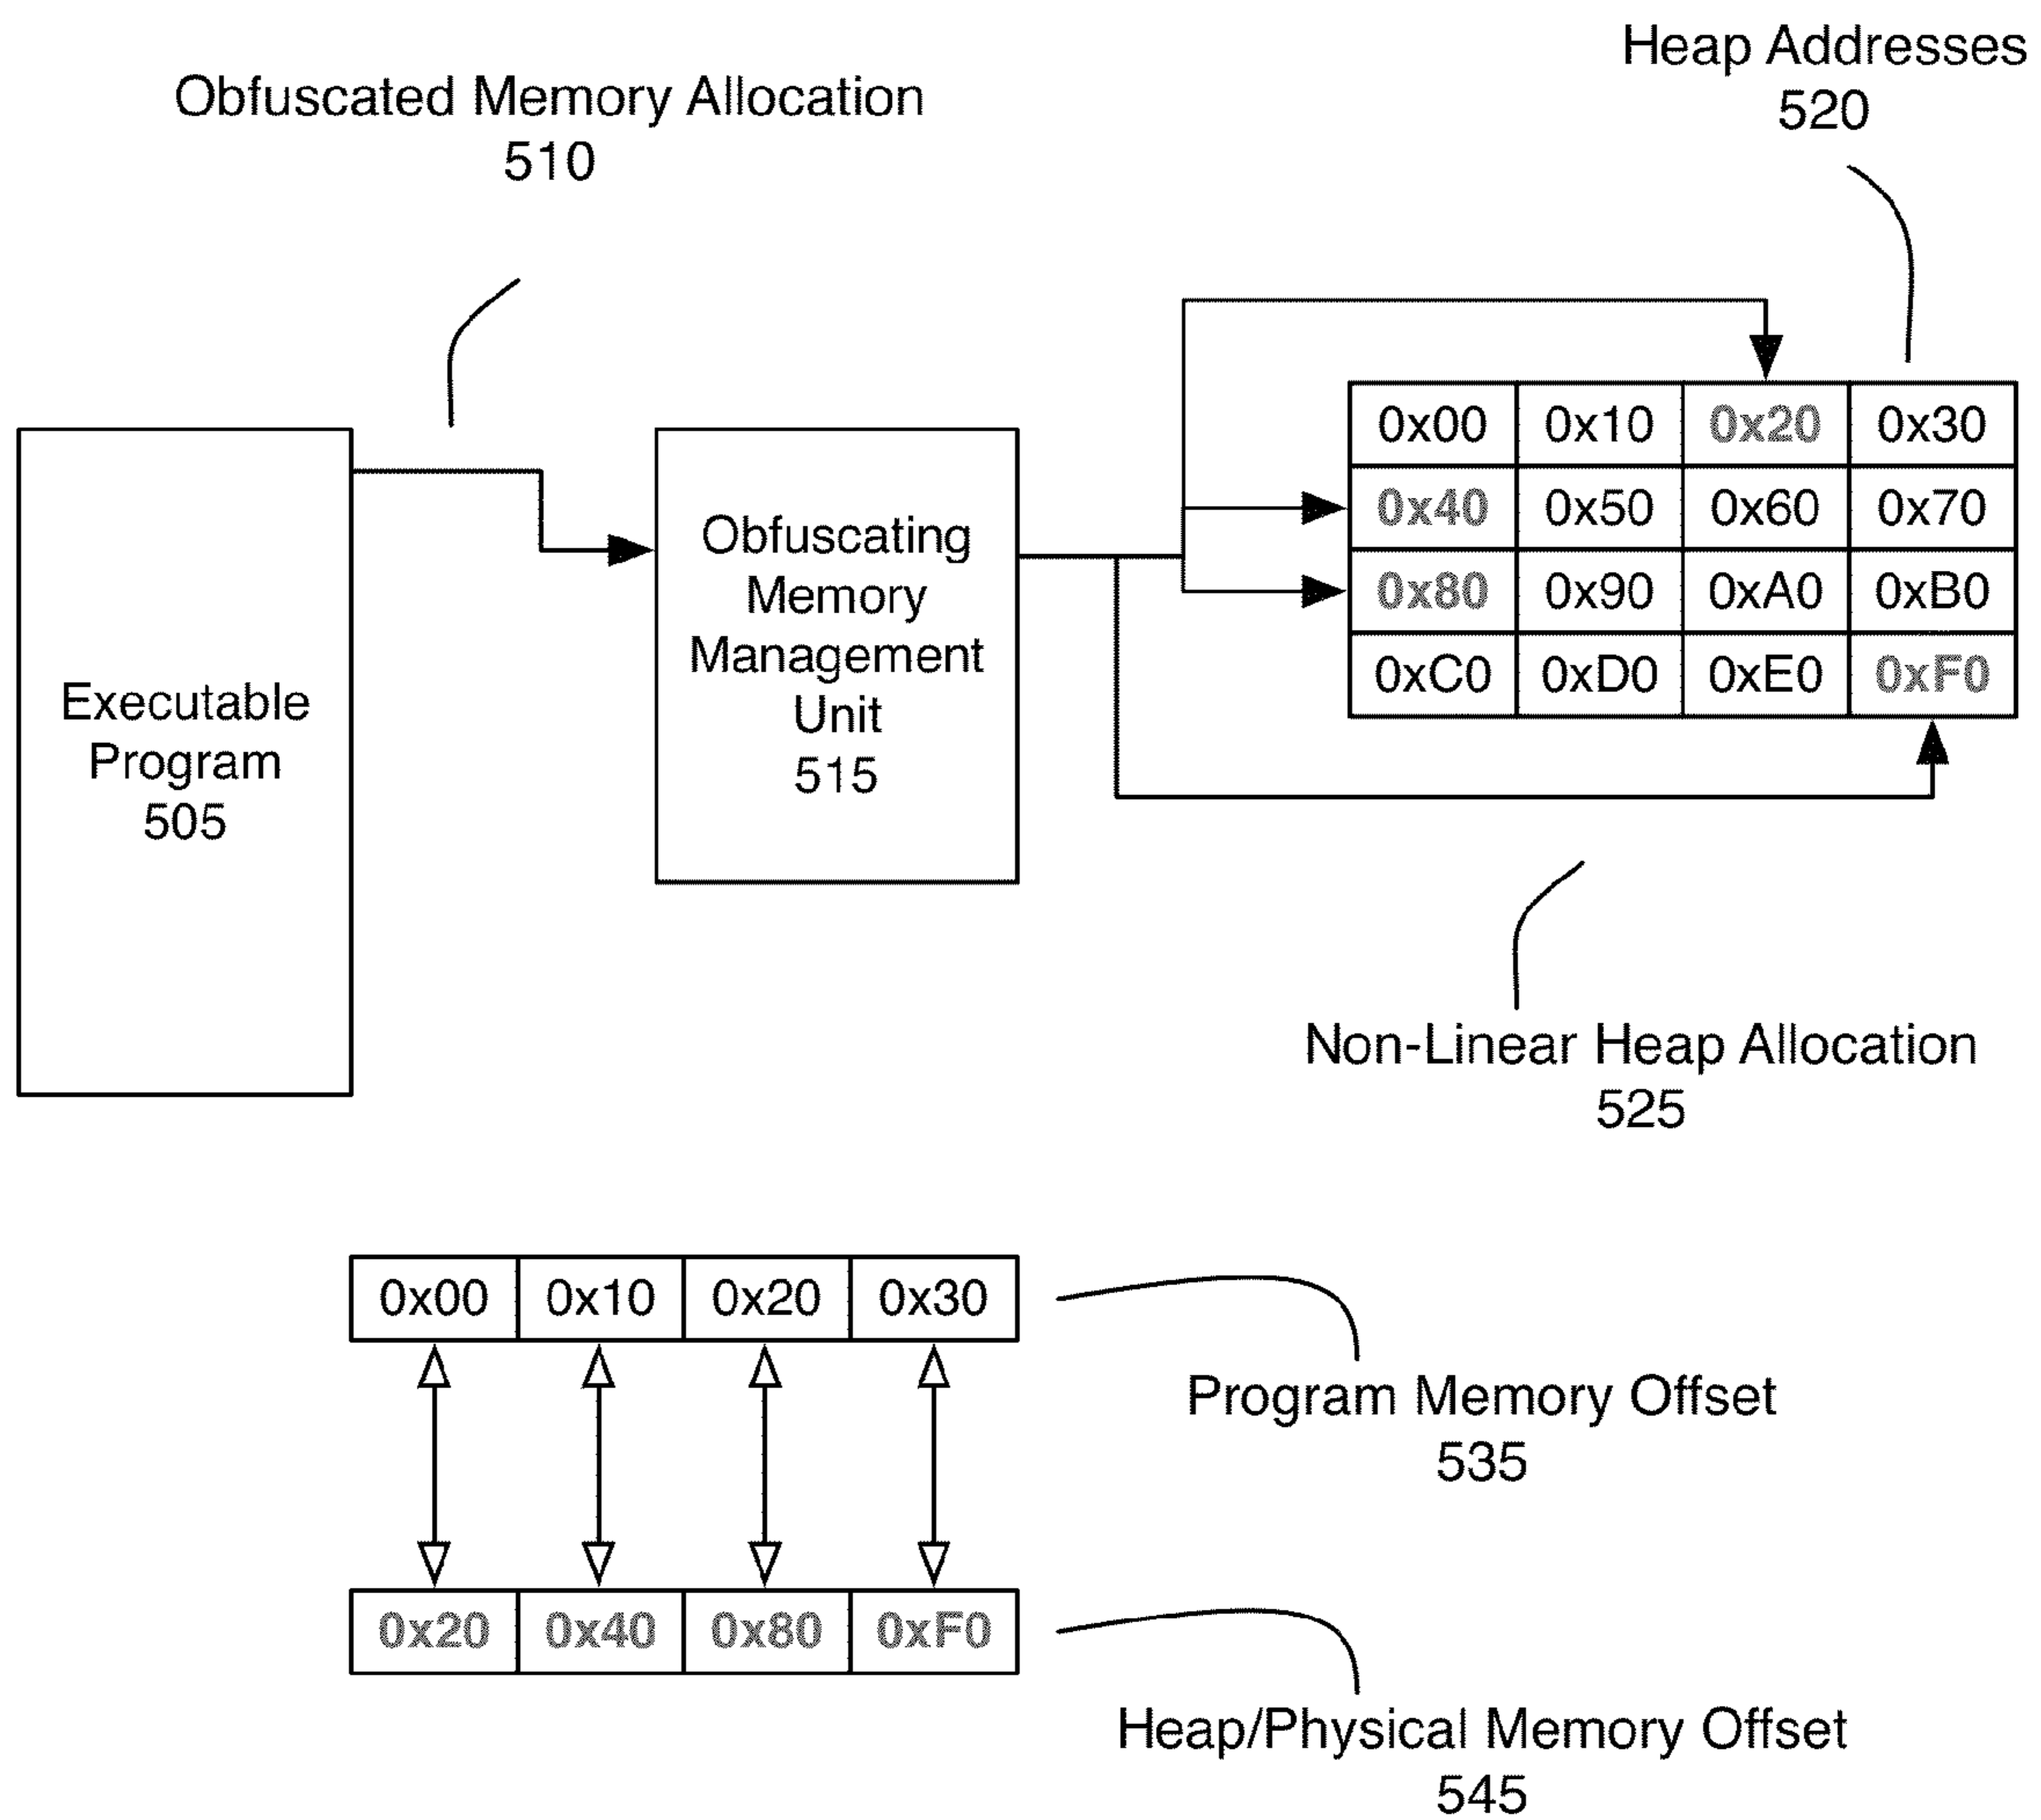 Heap Addresses
520
Obfuscated Memory Allocation
510
0x00 0x10 0x20 0x30
0x40 0x50 0x60 0x70
0x80 0x90 0xA0 0xB0
0xC0 0xD0 0xE0 0xF0
Executable
Program
505
Obfuscating
Memory
Management
Unit
515
Non-Linear Heap Allocation
525
0x00 0x10 0x20 0x30
Program Memory Offset
535
0x20 0x40 0x80 0xF0
Heap/Physical Memory Offset
545